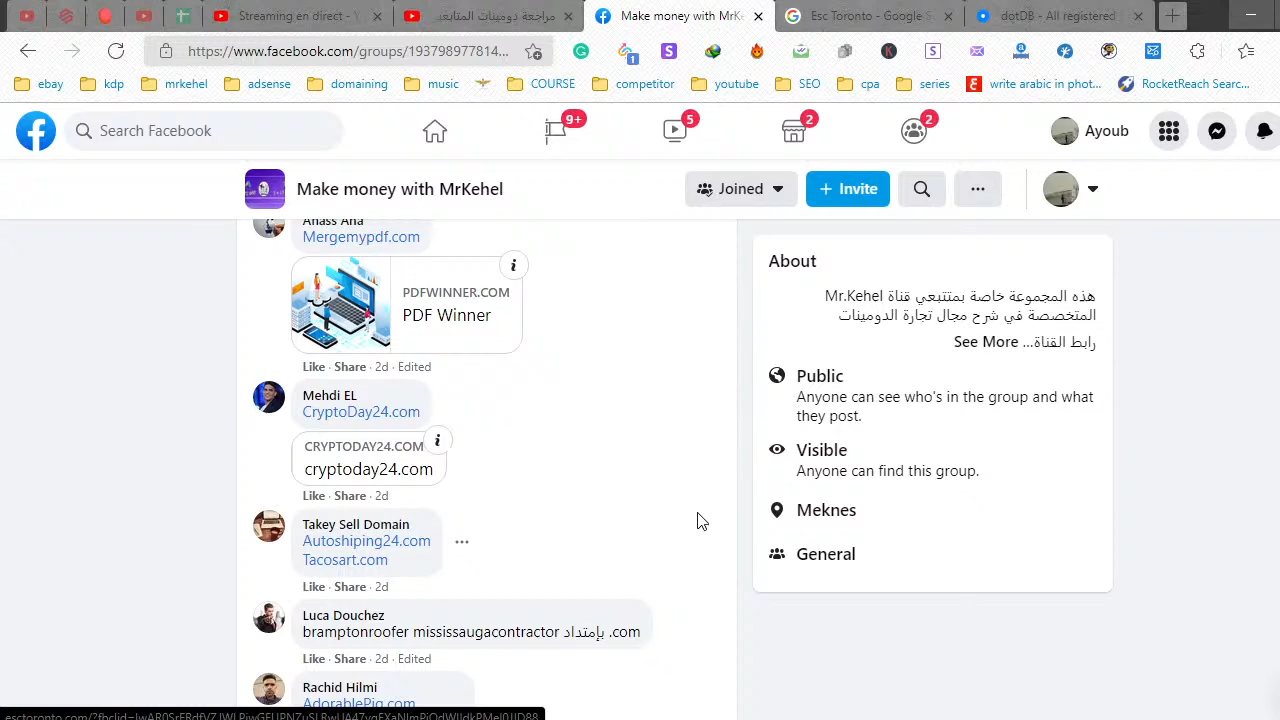 Streaming en direct - Y
مراجعة دومينات المتابعي
Make money with MrKe
Esc Toronto - Google S
dotDB - All registered
https://www.facebook.com/groups/193798977814...
1
ebay
kdp
mrkehel
adsense
domaining
music
COURSE
competitor
youtube
SEO
cpa
series
write arabic in phot...
RocketReach Searc...
Search Facebook
9+
5
2
2
Ayoub
Make money with MrKehel
Joined
+ Invite
Anass Ana
Mergemypdf.com
PDFWINNER.COM
PDF Winner
Like · Share · 2d · Edited
Mehdi EL
CryptoDay24.com
CRYPTODAY24.COM
cryptoday24.com
Like · Share · 2d
Takey Sell Domain
Autoshiping24.com
Tacosart.com
Like · Share · 2d
Luca Douchez
bramptonroofer mississaugacontractor بإمتداد .com
Like · Share · 2d · Edited
Rachid Hilmi
AdorablePig.com
About
هذه المجموعة خاصة بمتتبعي قناة Mr.Kehel
المتخصصة في شرح مجال تجارة الدومينات
رابط القناة... See More
Public
Anyone can see who's in the group and what
they post.
Visible
Anyone can find this group.
Meknes
General